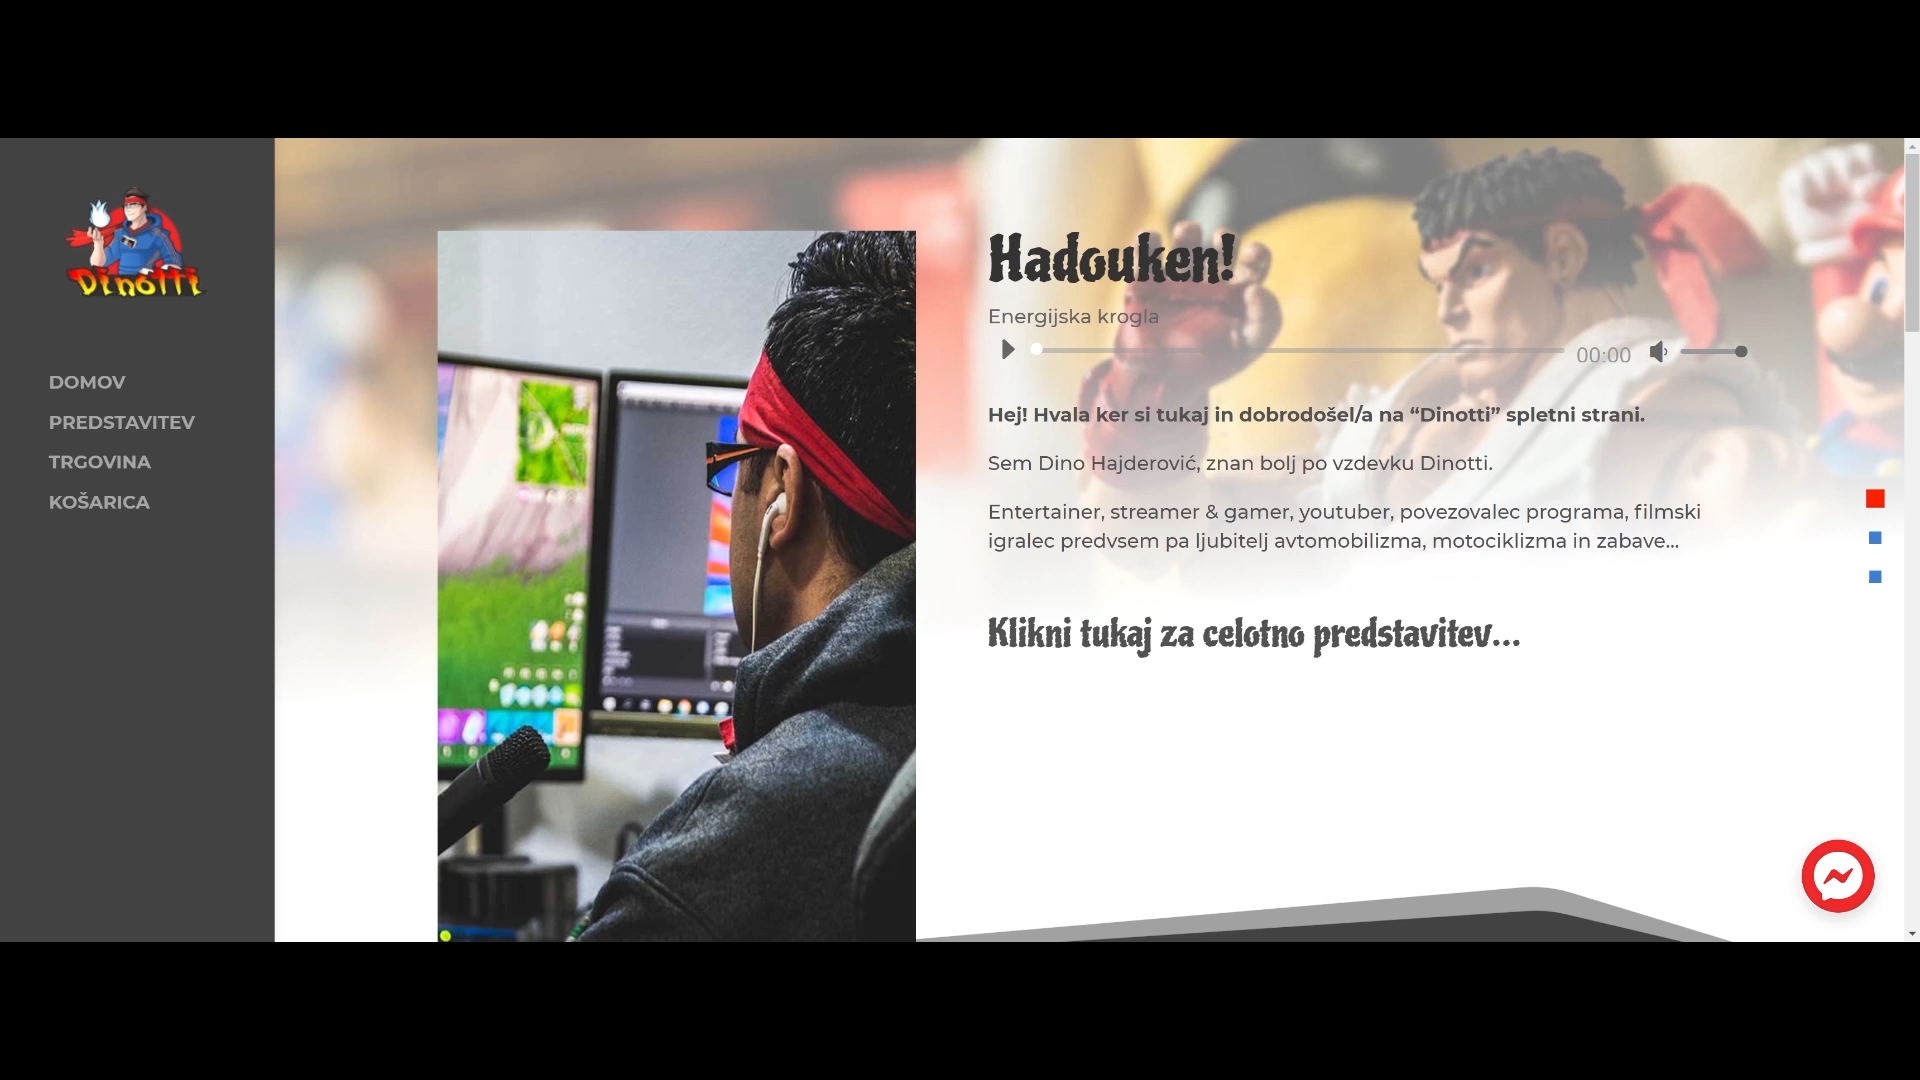 Dinotti
DOMOV
PREDSTAVITEV
TRGOVINA
KOŠARICA
Hadouken!
Energijska krogla
00:00
Hej! Hvala ker si tukaj in dobrodošel/a na “Dinotti” spletni strani.
Sem Dino Hajderović, znan bolj po vzdevku Dinotti.
Entertainer, streamer & gamer, youtuber, povezovalec programa, filmski
igralec predvsem pa ljubitelj avtomobilizma, motociklizma in zabave...
Klikni tukaj za celotno predstavitev...